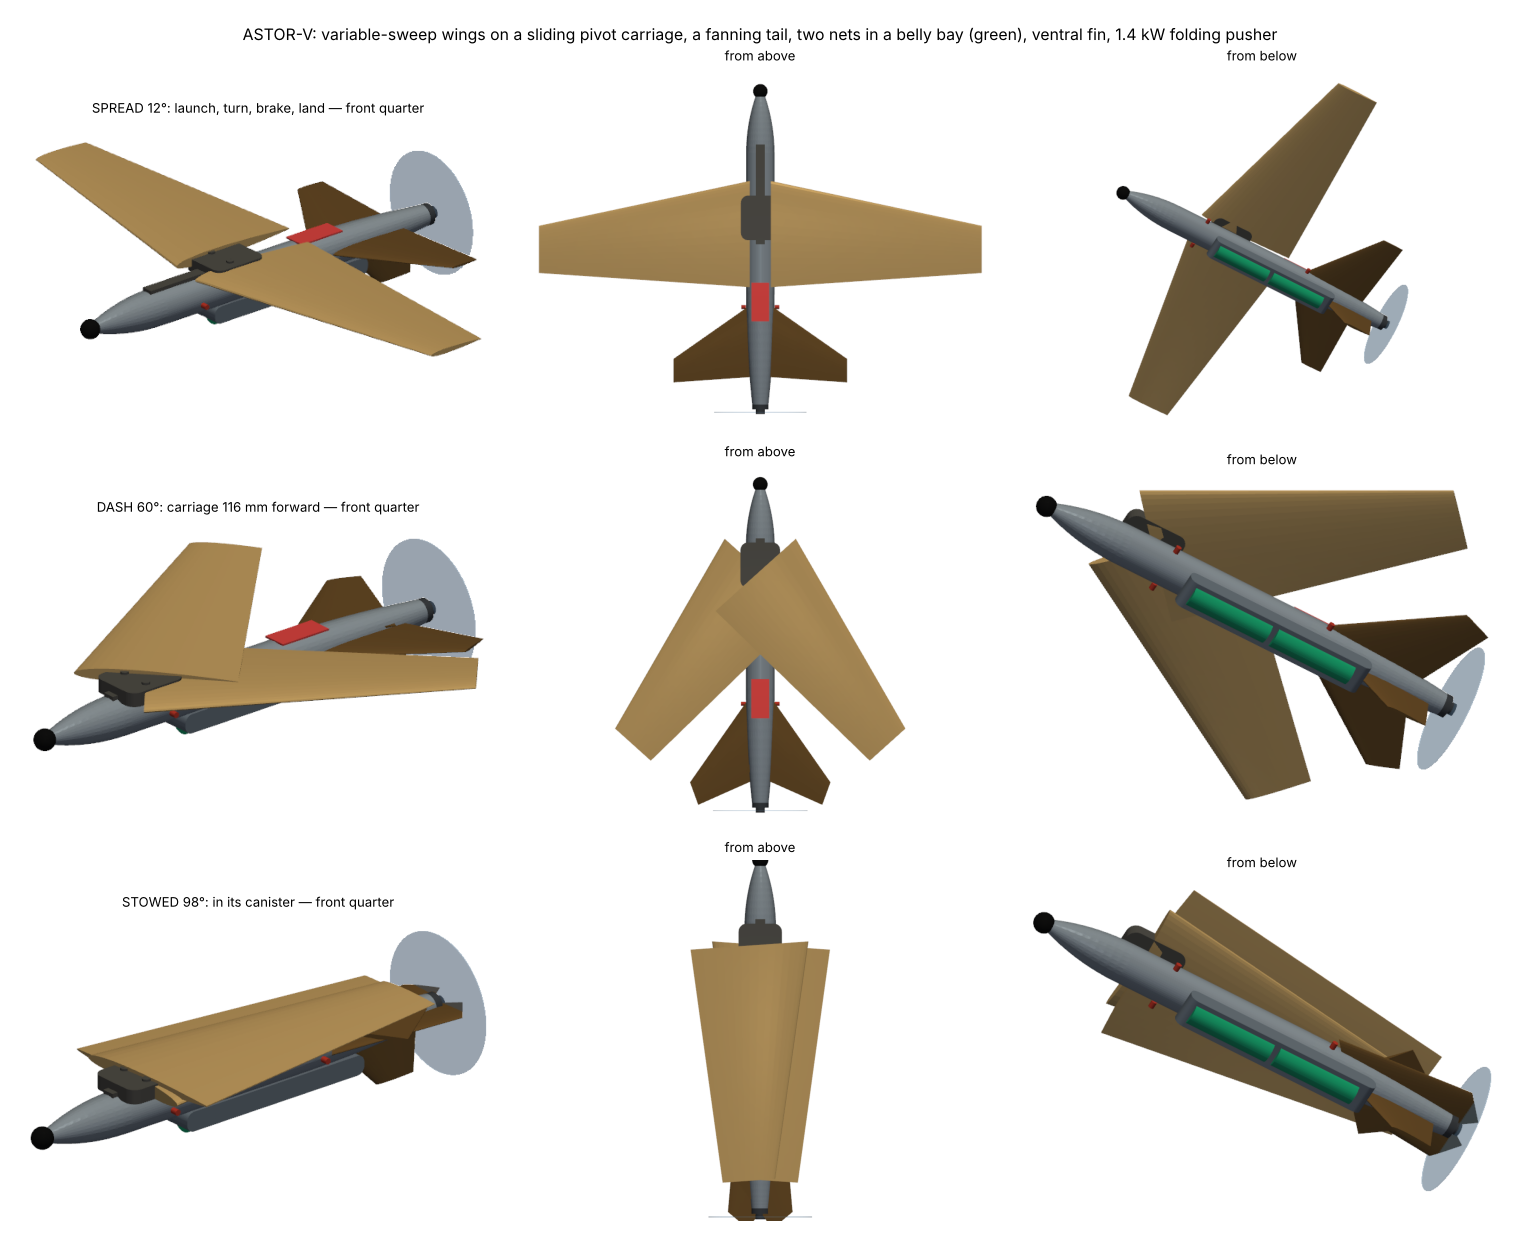 ASTOR-V: variable-sweep wings on a sliding pivot carriage, a fanning tail, two nets in a belly bay (green), ventral fin, 1.4 kW folding pusher
from above
from below
SPREAD 12°: launch, turn, brake, land — front quarter
from above
from below
DASH 60°: carriage 116 mm forward — front quarter
from above
from below
STOWED 98°: in its canister — front quarter